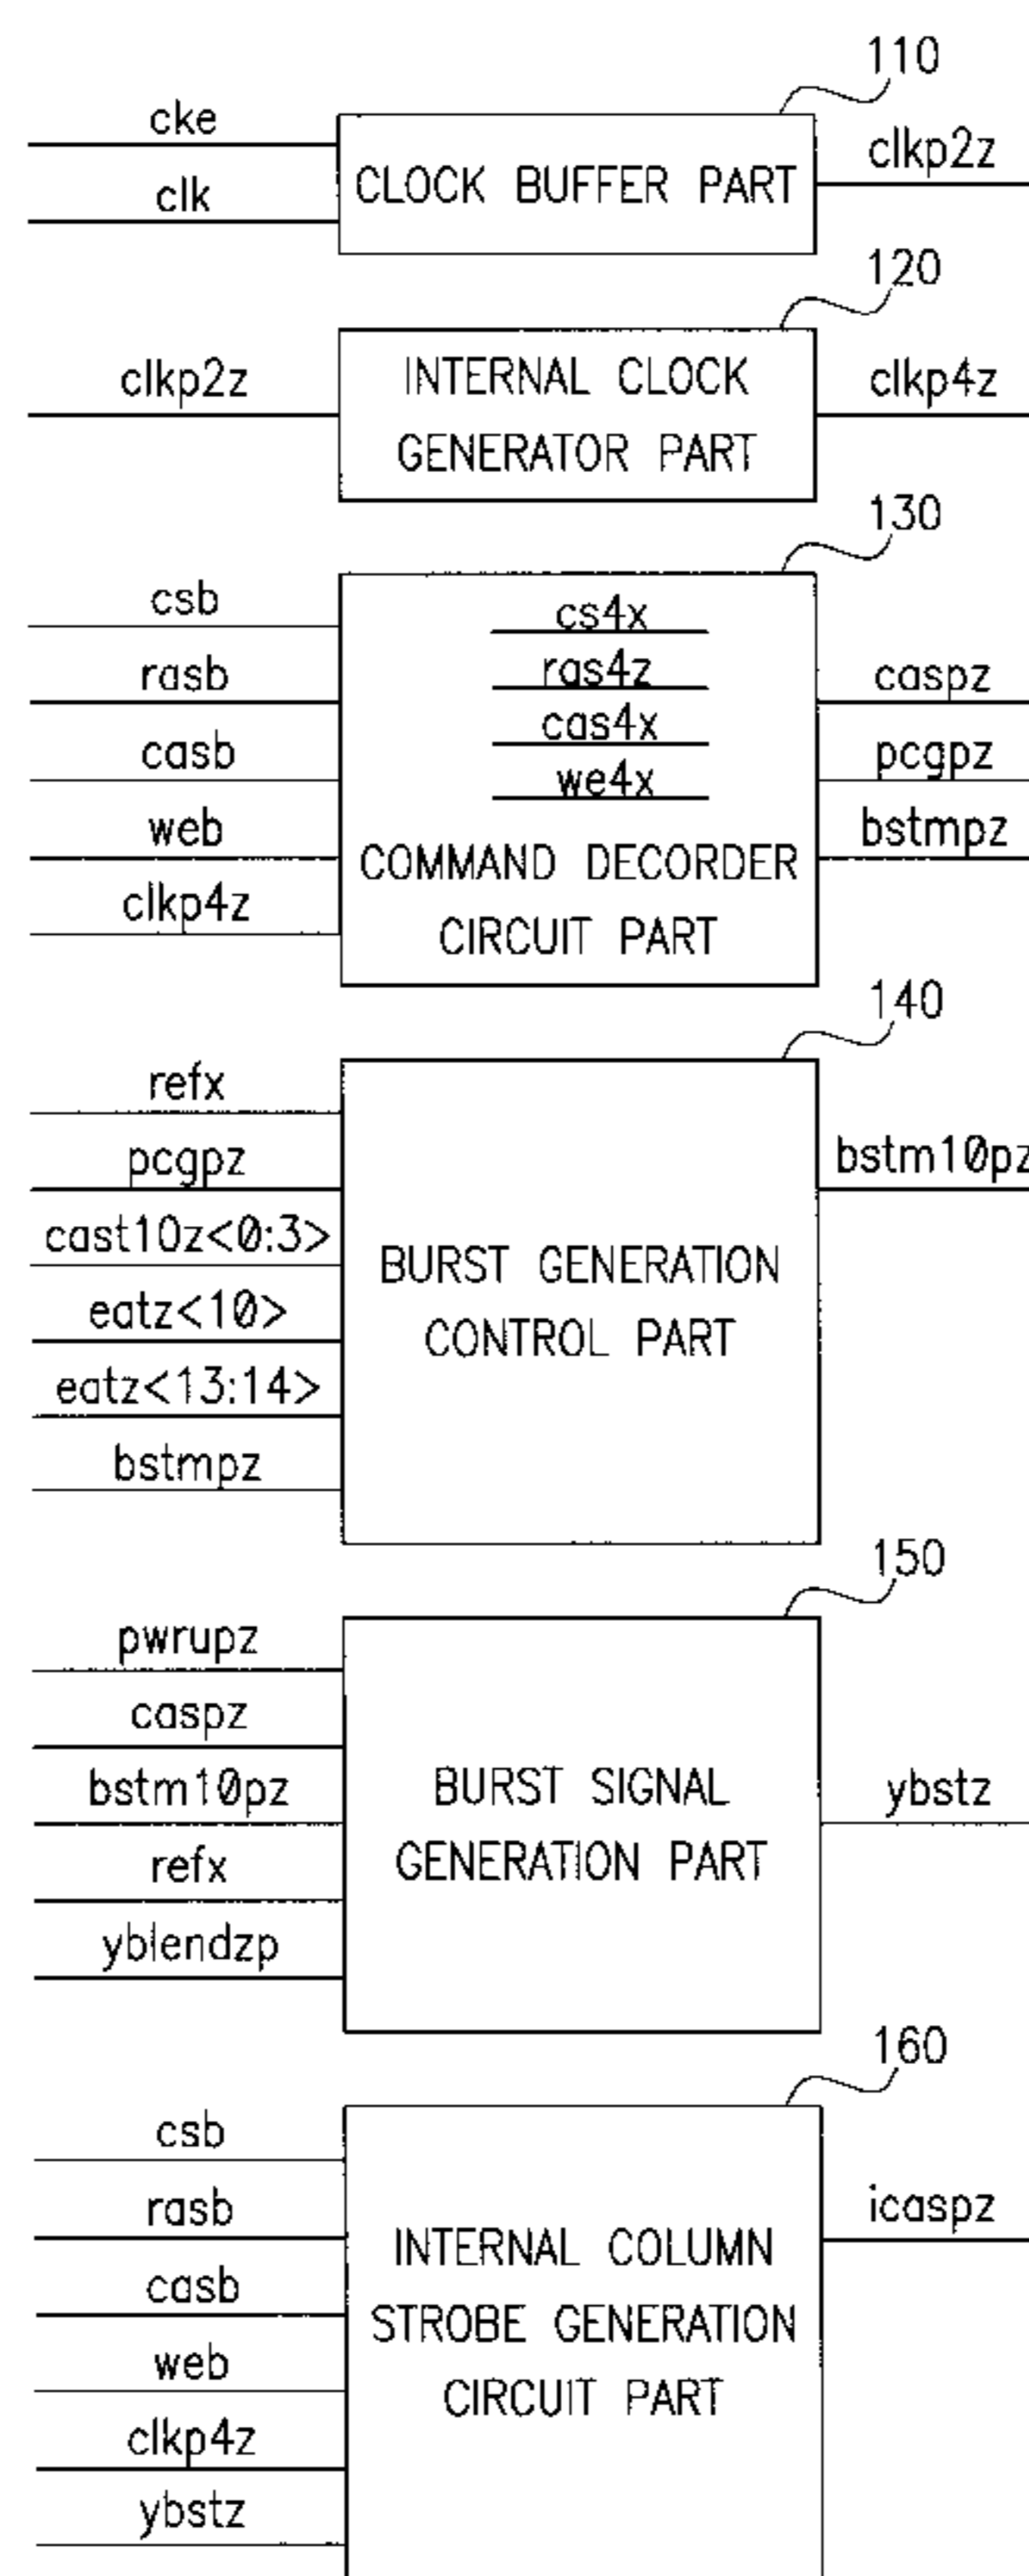 110
cke
clk
CLOCK BUFFER PART
clkp2z
120
clkp2z
INTERNAL CLOCK
GENERATOR PART
clkp4z
130
csb
rasb
casb
web
clkp4z
cs4x
ras4z
cas4x
we4x
COMMAND DECORDER
CIRCUIT PART
caspz
pcgpz
bstmpz
140
refx
pcgpz
cast10z<0:3>
eatz<10>
eatz<13:14>
bstmpz
BURST GENERATION
CONTROL PART
bstm10pz
150
pwrupz
caspz
bstm10pz
refx
yblendzp
BURST SIGNAL
GENERATION PART
ybstz
160
csb
rasb
casb
web
clkp4z
ybstz
INTERNAL COLUMN
STROBE GENERATION
CIRCUIT PART
icaspz